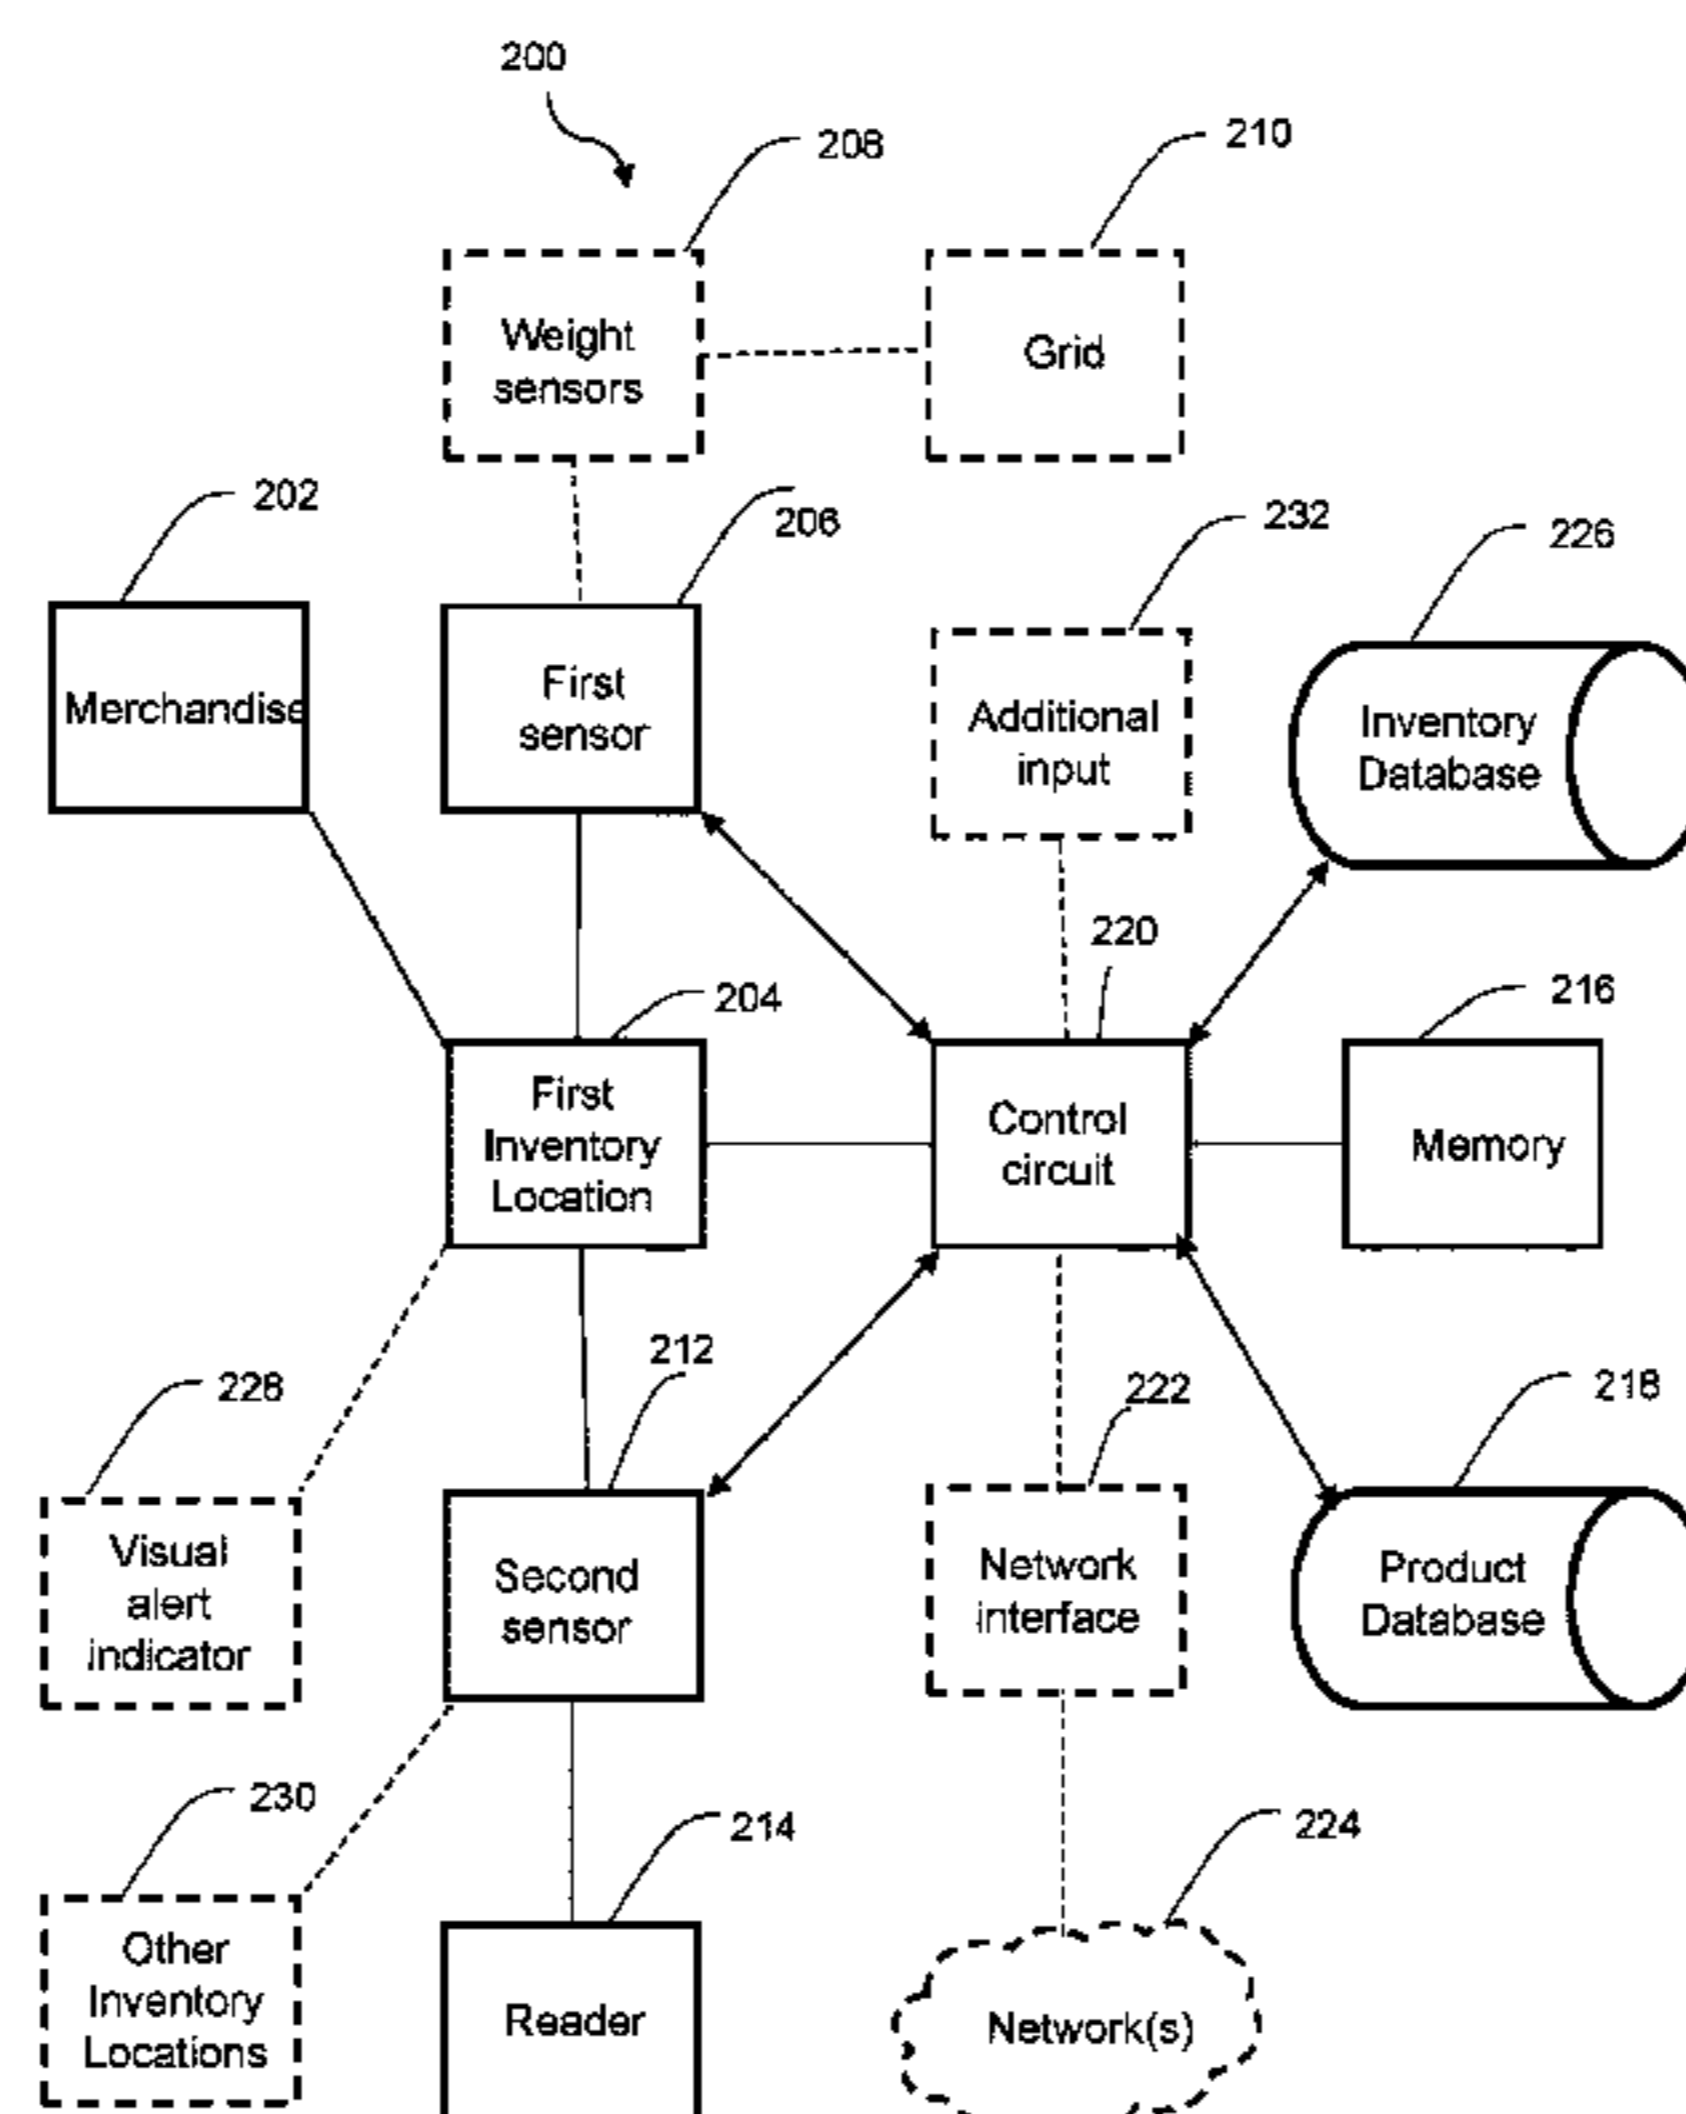 200
208
210
Weight
sensors
Grid
202
206
232
226
Merchandise
First
sensor
Additional
input
Inventory
Database
220
204
216
First
Inventory
Location
Control
circuit
Memory
212
228
222
218
Visual
alert
indicator
Second
sensor
Network
interface
Product
Database
230
214
224
Other
Inventory
Locations
Reader
Network(s)